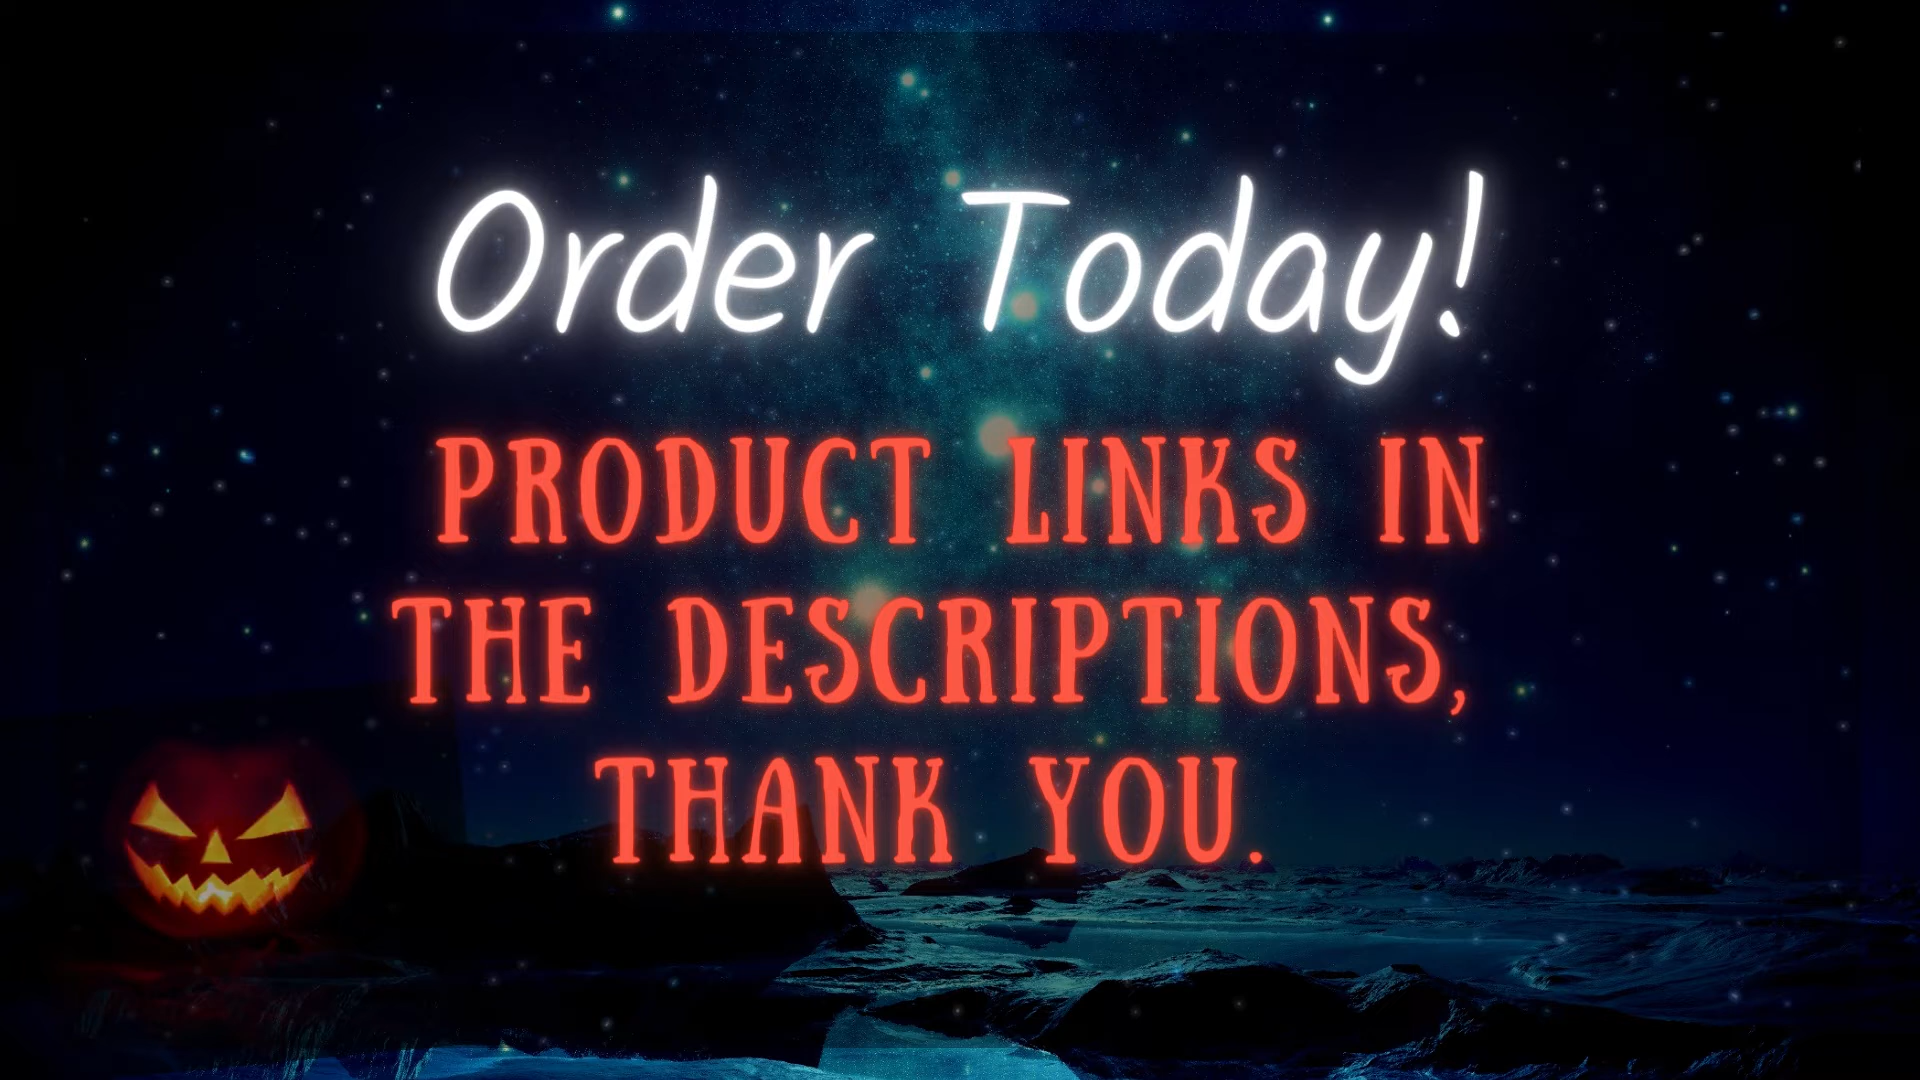 Order Today!
PRODUCT LINKS IN
THE DESCRIPTIONS,
THANK YOU.